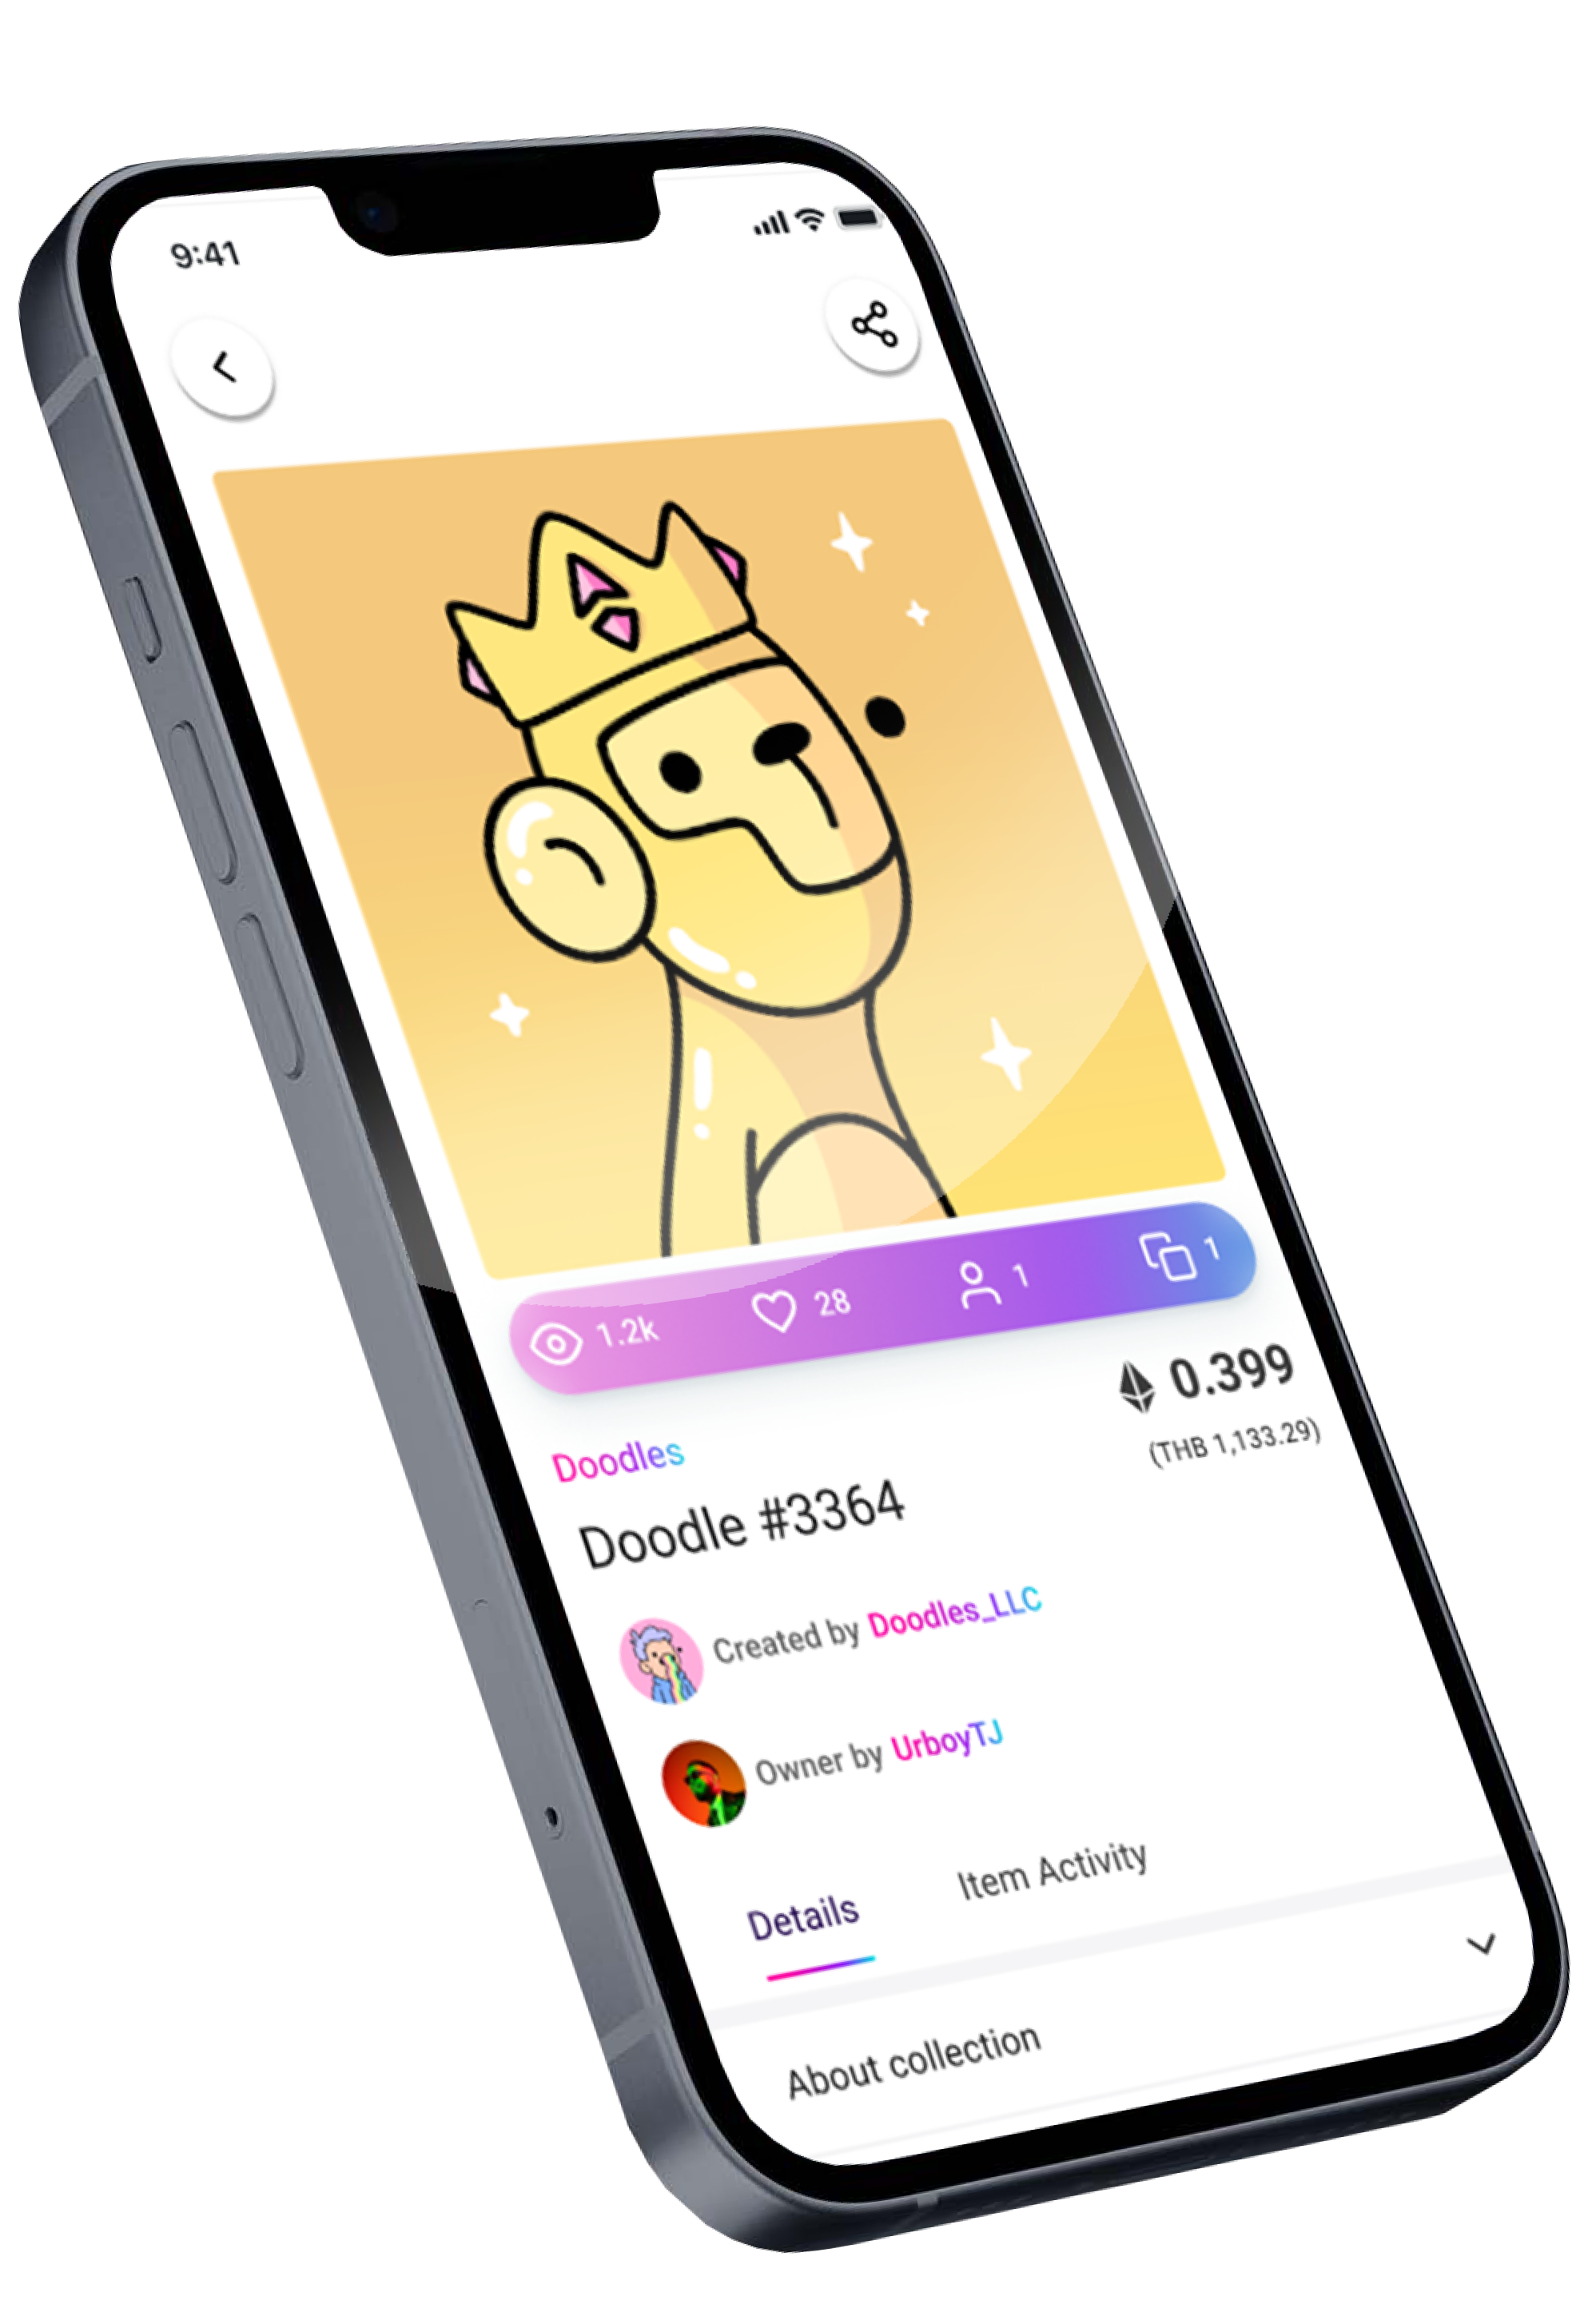 9:41
1.2k 28 1 1
0.399
(THB 1,133.29)
Doodles
Doodle #3364
Created by Doodles_LLC
Owner by UrboyTJ
Details Item Activity
About collection